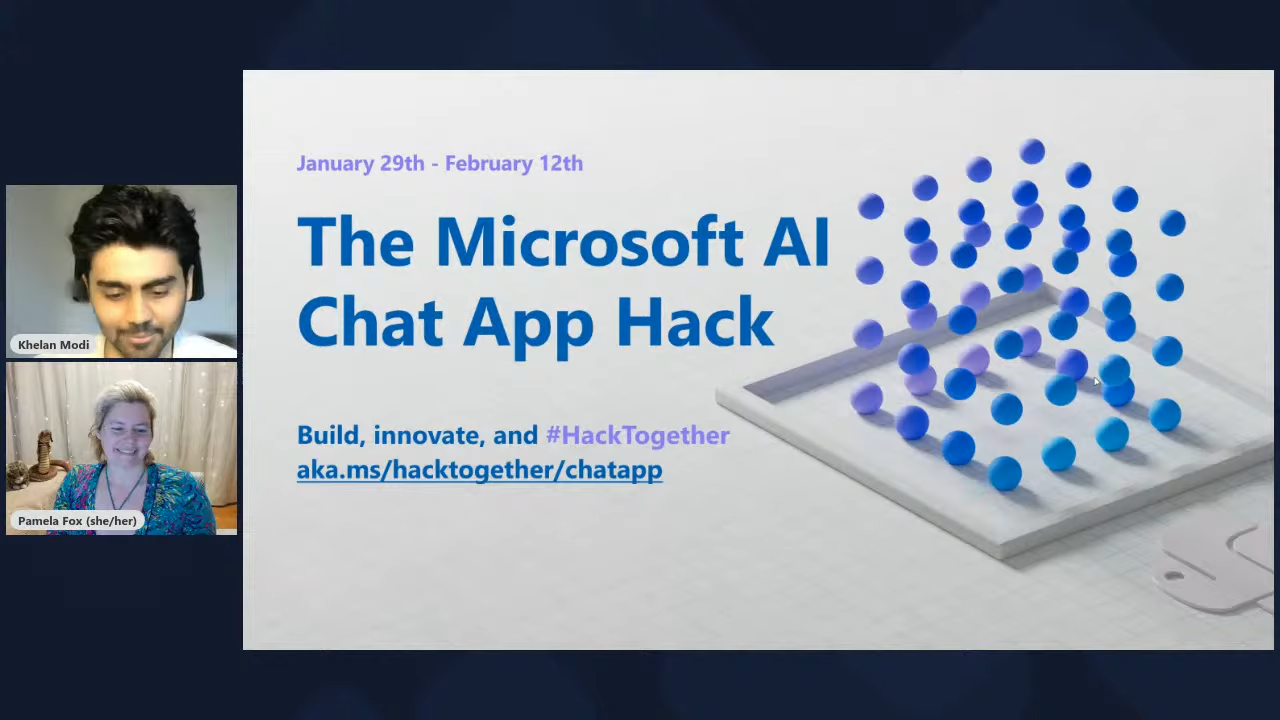 January 29th - February 12th
The Microsoft AI
Chat App Hack
Build, innovate, and #HackTogether
aka.ms/hacktogether/chatapp
Khelan Modi
Pamela Fox (she/her)